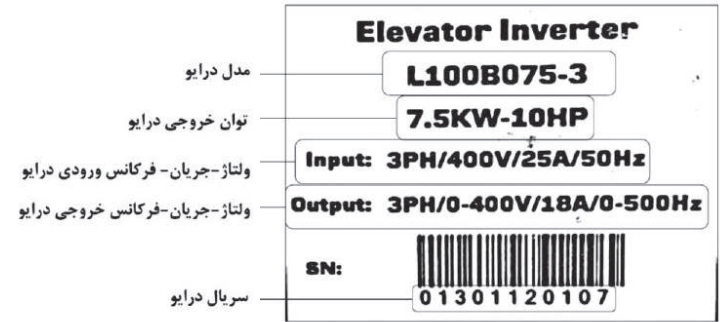 Elevator Inverter
مدل درایو
L100B075-3
توان خروجی درایو
7.5KW-10HP
ولتاژ-جریان- فرکانس ورودی درایو
Input: 3PH/400V/25A/50Hz
ولتاژ-جریان-فرکانس خروجی درایو
Output: 3PH/0-400V/18A/0-500Hz
SN:
سریال درایو
01301120107